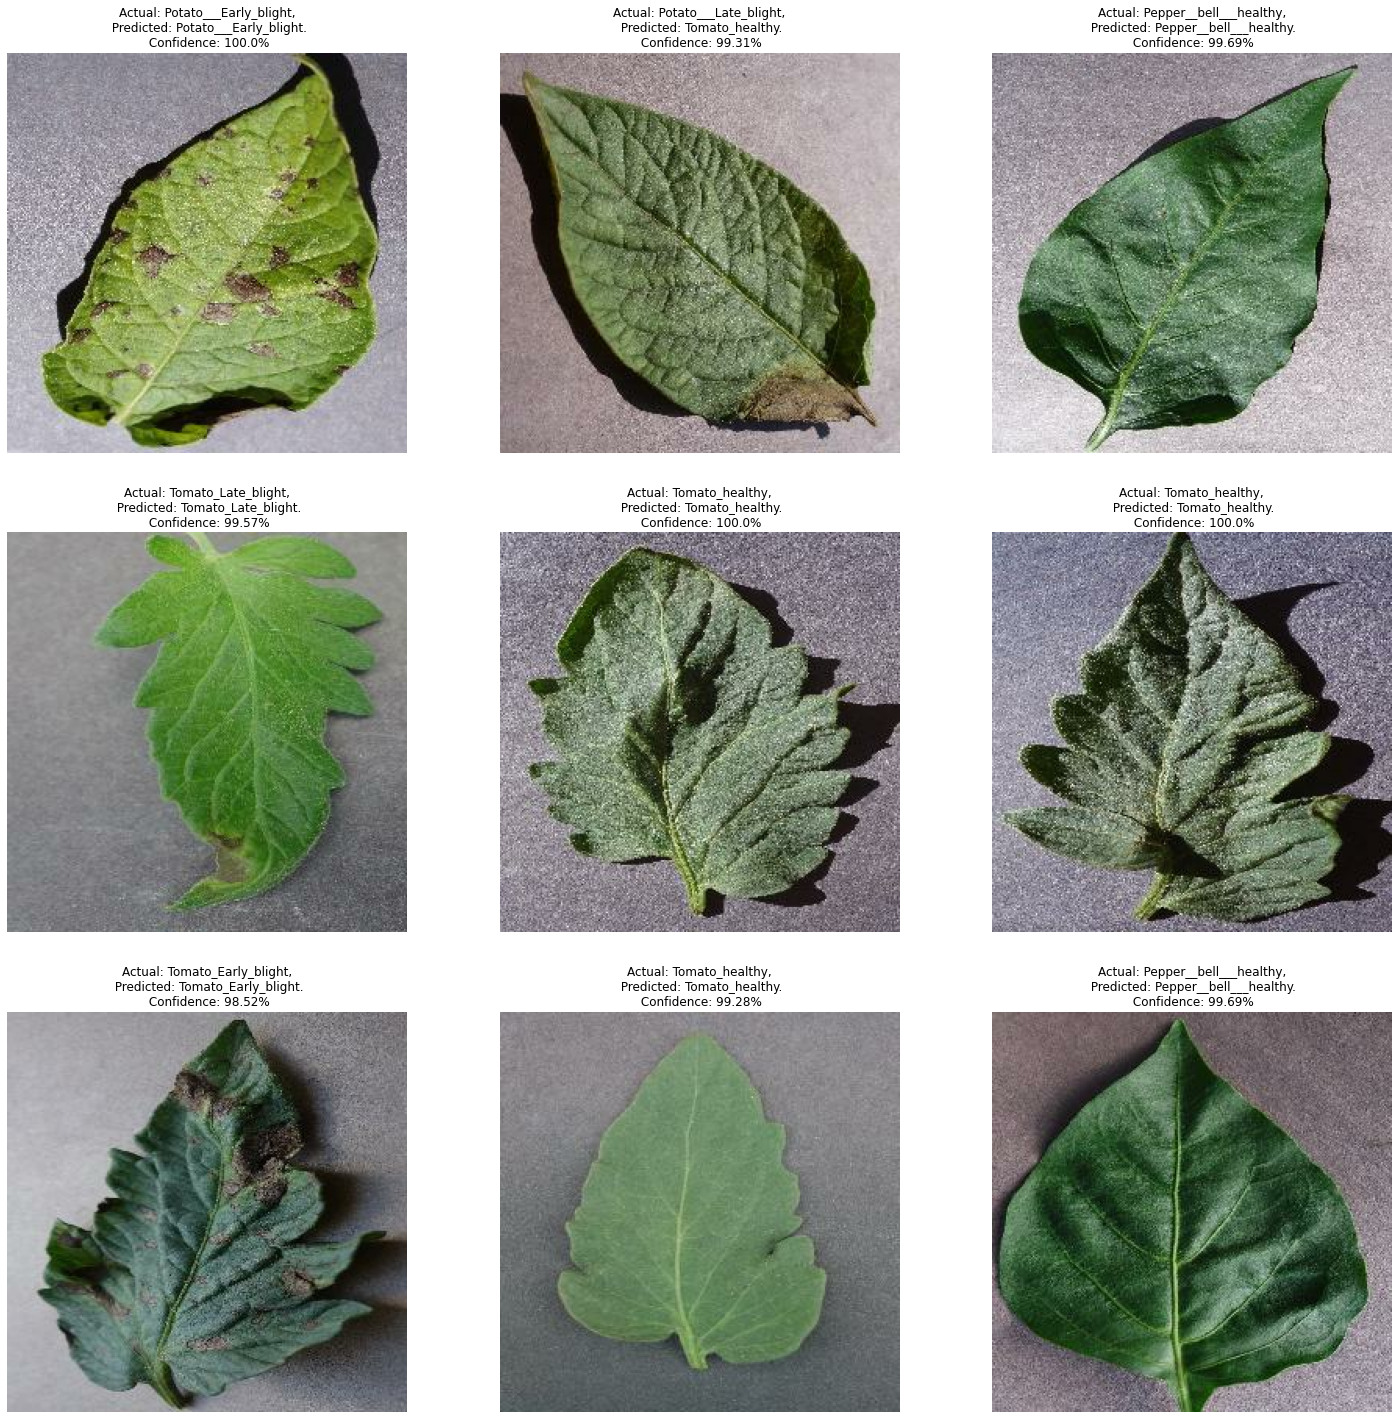 Actual: Potato___Early_blight,
Predicted: Potato___Early_blight.
Confidence: 100.0%
Actual: Potato___Late_blight,
Predicted: Tomato_healthy.
Confidence: 99.31%
Actual: Pepper__bell___healthy,
Predicted: Pepper__bell___healthy.
Confidence: 99.69%
Actual: Tomato_Late_blight,
Predicted: Tomato_Late_blight.
Confidence: 99.57%
Actual: Tomato_healthy,
Predicted: Tomato_healthy.
Confidence: 100.0%
Actual: Tomato_healthy,
Predicted: Tomato_healthy.
Confidence: 100.0%
Actual: Tomato_Early_blight,
Predicted: Tomato_Early_blight.
Confidence: 98.52%
Actual: Tomato_healthy,
Predicted: Tomato_healthy.
Confidence: 99.28%
Actual: Pepper__bell___healthy,
Predicted: Pepper__bell___healthy.
Confidence: 99.69%